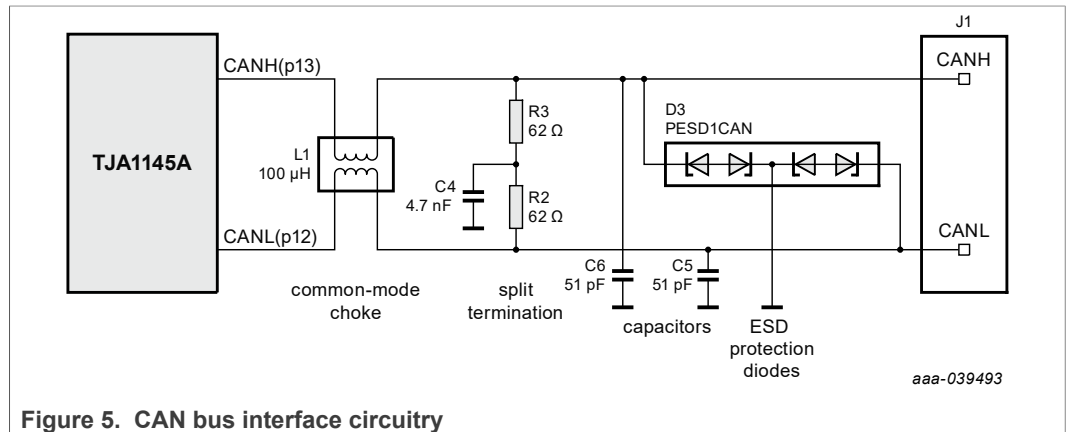 J1
CANH(p13)
CANH
R3
62 Ω
D3
PESD1CAN
TJA1145A
L1
100 µH
C4
4.7 nF
R2
62 Ω
CANL(p12)
CANL
C6
51 pF
C5
51 pF
common-mode
choke
split
termination
capacitors
ESD
protection
diodes
aaa-039493
Figure 5. CAN bus interface circuitry